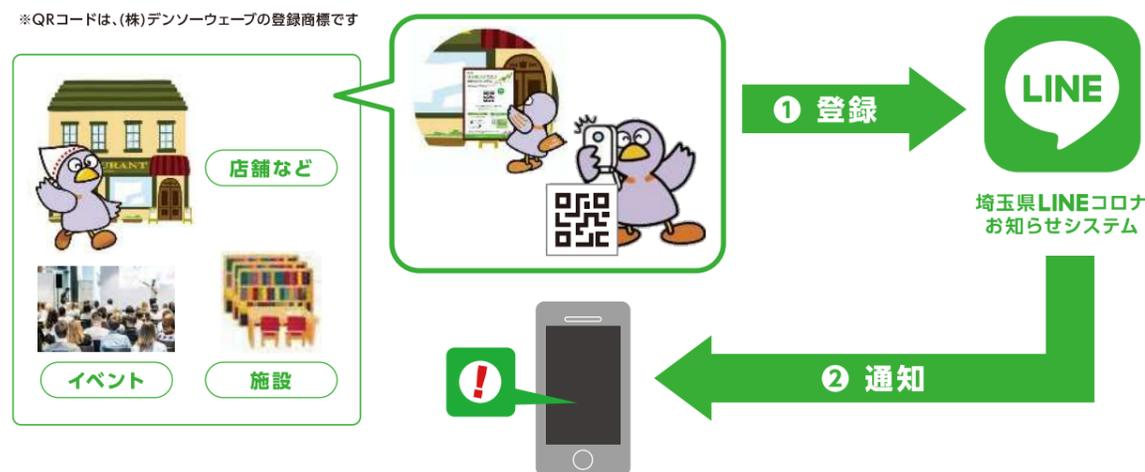 ※QRコードは、(株)デンソーウェーブの登録商標です
店舗など
イベント
施設
❶ 登録
LINE
埼玉県LINEコロナ
お知らせシステム
❷ 通知
!